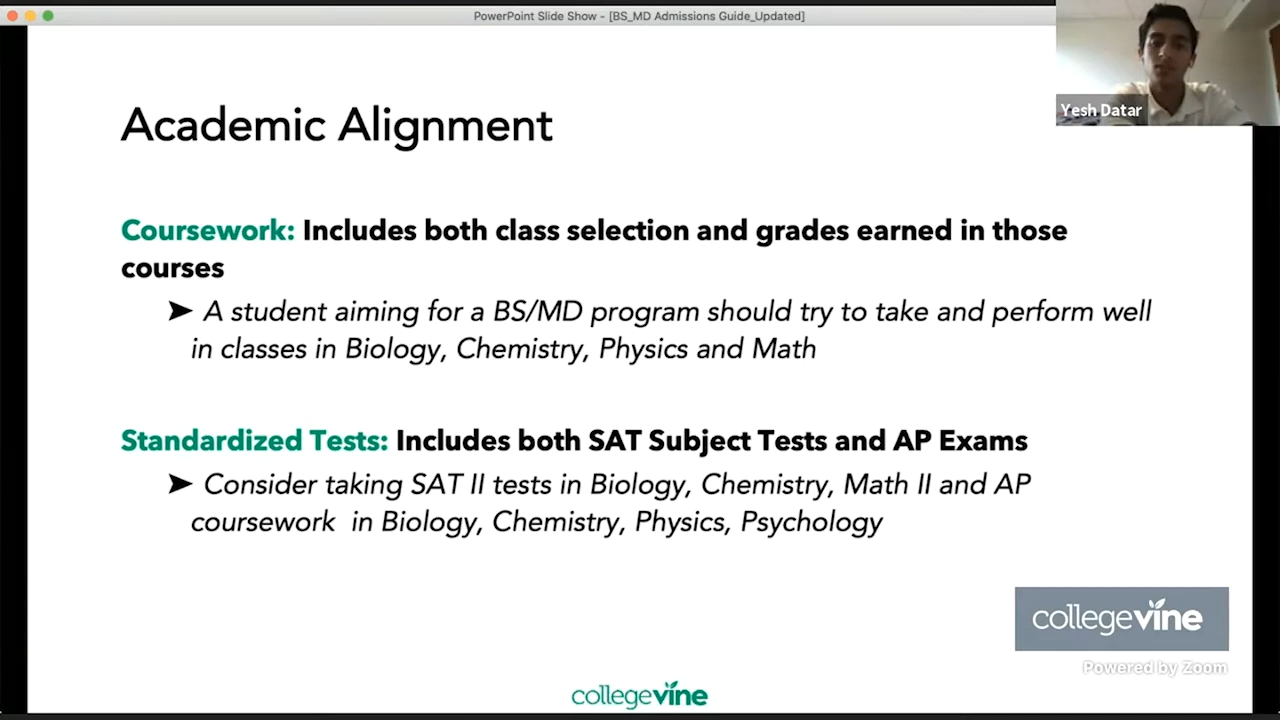 PowerPoint Slide Show - [BS_MD Admissions Guide_Updated]
Yesh Datar
Academic Alignment
Coursework: Includes both class selection and grades earned in those
courses
➤ A student aiming for a BS/MD program should try to take and perform well
in classes in Biology, Chemistry, Physics and Math
Standardized Tests: Includes both SAT Subject Tests and AP Exams
➤ Consider taking SAT II tests in Biology, Chemistry, Math II and AP
coursework in Biology, Chemistry, Physics, Psychology
collegevine
Powered by Zoom
collegevine